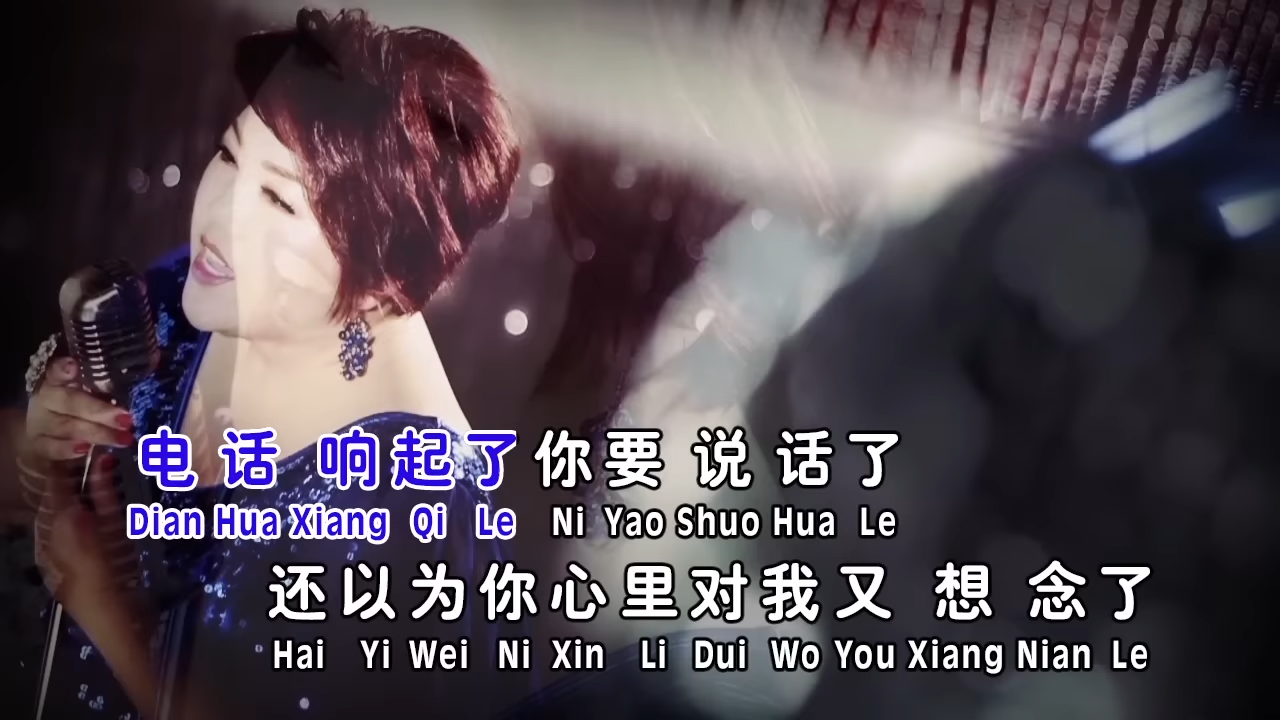 电话 响起了你要 说 话了
Dian Hua Xiang Qi Le Ni Yao Shuo Hua Le
还以为你心里对我又 想 念了
Hai Yi Wei Ni Xin Li Dui Wo You Xiang Nian Le